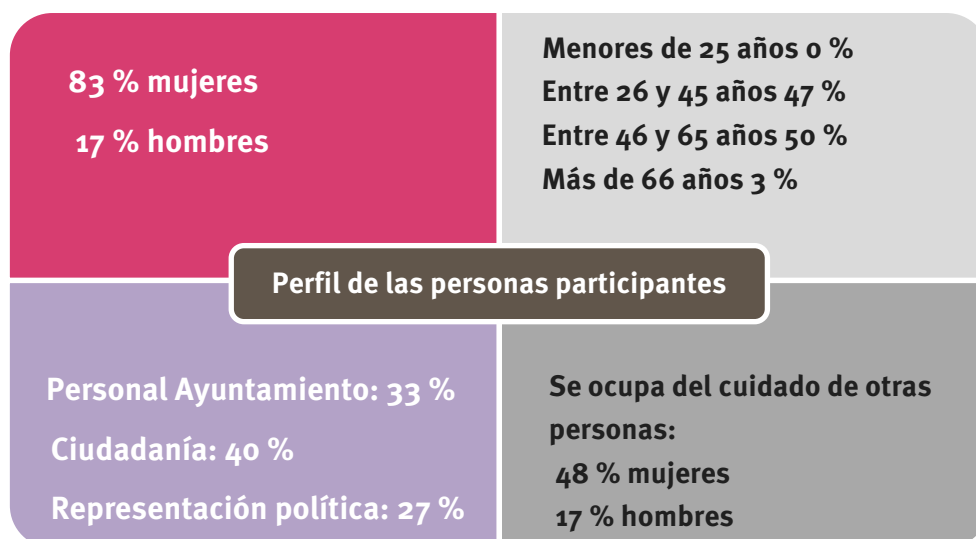 83 % mujeres
17 % hombres
Menores de 25 años 0 %
Entre 26 y 45 años 47 %
Entre 46 y 65 años 50 %
Más de 66 años 3 %
Perfil de las personas participantes
Personal Ayuntamiento: 33 %
Ciudadanía: 40 %
Representación política: 27 %
Se ocupa del cuidado de otras
personas:
48 % mujeres
17 % hombres